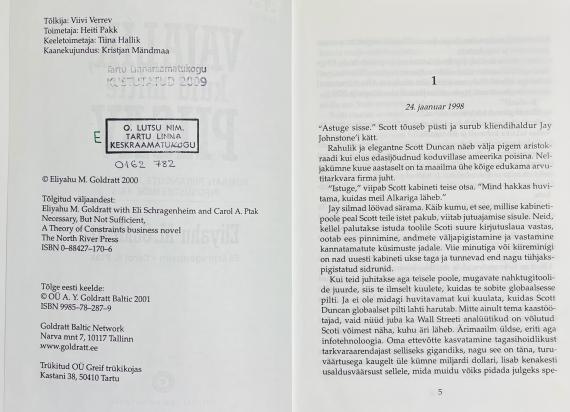 Tõlkija: Viivi Verrev
Toimetaja: Heiti Pakk
Keeletoimetaja: Tiina Hallik
Kaanekujundus: Kristjan Mändmaa
Tartu Linnaraamatukogu
KUSTUTATUD 2009
E
O. LUTSU NIM.
TARTU LINNA
KESKRAAMATUKOGU
0162 782
© Eliyahu M. Goldratt 2000
Tõlgitud väljaandest:
Eliyahu M. Goldratt with Eli Schragenheim and Carol A. Ptak
Necessary, But Not Sufficient,
A Theory of Constraints business novel
The North River Press
ISBN 0–88427–170–6
Tõlge eesti keelde:
© OÜ A. Y. Goldratt Baltic 2001
ISBN 9985–78–287–9
Goldratt Baltic Network
Narva mnt 7, 10117 Tallinn
www.goldratt.ee
Trükitud OÜ Greif trükikojas
Kastani 38, 50410 Tartu
1
24. jaanuar 1998
“Astuge sisse.” Scott tõuseb püsti ja surub kliendihaldur Jay
Johnstone’i kätt.
Rahulik ja elegantne Scott Duncan näeb välja pigem aristok-
raadi kui elus edasijõudnud koduvillase ameerika poisina. Nel-
jakümne kuue aastaselt on ta maailma ühe kõige edukama arvu-
titarkvara firma juht.
“Istuge,” viipab Scott kabineti teise otsa. “Mind hakkas huvi-
tama, kuidas meil Alkariga läheb.”
Jay silmad löövad särama. Käib kumu, et see, millise kabineti-
poole peal Scott teile istet pakub, viitab jutuajamise sisule. Neid,
kellel palutakse istuda toolile Scotti suure kirjutuslaua vastas,
ootab ees pinnimine, andmete väljapigistamine ja vastamine
kannatamatute küsimuste jadale. Viie minutiga või kiireminigi
on nad uuesti kabineti ukse taga ja tunnevad end nagu tühjaks-
pigistatud sidrunid.
Kui teid juhitakse aga teisele poole, mugavate nahktugitooli-
de juurde, siis te ilmselt kuulete, kuidas te sobite globaalsesse
pilti. Ja ei ole midagi huvitavamat kui kuulata, kuidas Scott
Duncan globaalset pilti lahti harutab. Mitte ainult tema kaastöö-
tajad, vaid nüüd juba ka Wall Streeti analüütikud on võlutud
Scoti võimest näha, kuhu äri läheb. Ärimaailm üldse, eriti aga
infotehnoloogia. Oma ettevõtte kasvatamine tagasihoidlikust
tarkvaraarendajast selliseks gigandiks, nagu see on täna, turu-
väärtusega kaugelt üle kümne miljardi dollari, lisab kenakesti
usaldusväärsust sellele, mida muidu võiks pidada julgeks spe-
5